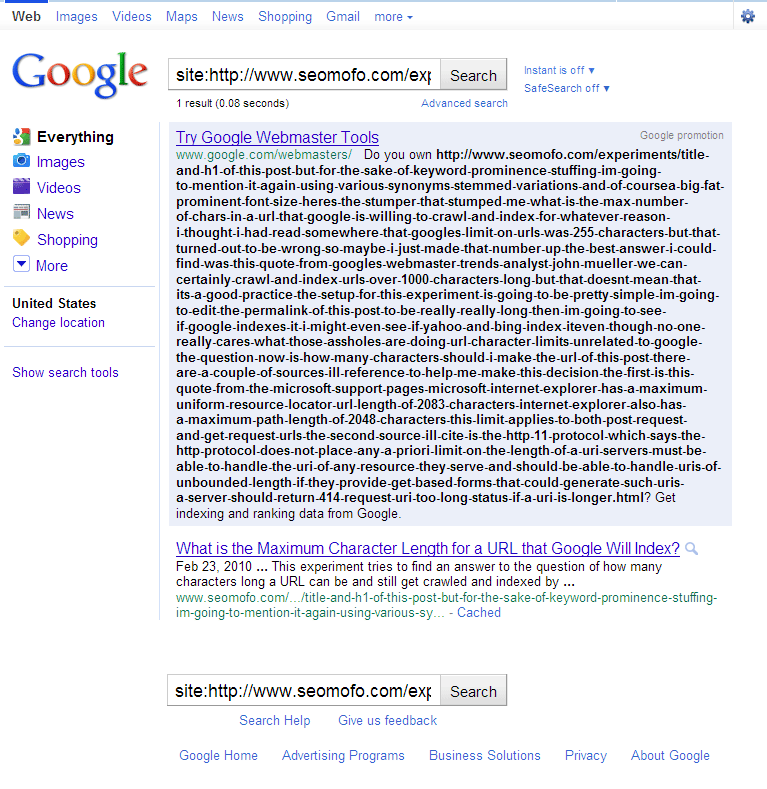 Web Images Videos Maps News Shopping Gmail more
Google
site:http://www.seomofo.com/exp Search
Instant is off ▼
SafeSearch off ▼
1 result (0.08 seconds) Advanced search
Everything
Images
Videos
News
Shopping
More
United States
Change location
Show search tools
Try Google Webmaster Tools Google promotion
www.google.com/webmasters/ Do you own http://www.seomofo.com/experiments/title-
and-h1-of-this-post-but-for-the-sake-of-keyword-prominence-stuffing-im-going-
to-mention-it-again-using-various-synonyms-stemmed-variations-and-of-coursea-big-fat-
prominent-font-size-heres-the-stumper-that-stumped-me-what-is-the-max-number-
of-chars-in-a-url-that-google-is-willing-to-crawl-and-index-for-whatever-reason-
i-thought-i-had-read-somewhere-that-googles-limit-on-urls-was-255-characters-but-that-
turned-out-to-be-wrong-so-maybe-i-just-made-that-number-up-the-best-answer-i-could-
find-was-this-quote-from-googles-webmaster-trends-analyst-john-mueller-we-can-
certainly-crawl-and-index-urls-over-1000-characters-long-but-that-doesnt-mean-that-
its-a-good-practice-the-setup-for-this-experiment-is-going-to-be-pretty-simple-im-going-
to-edit-the-permalink-of-this-post-to-be-really-really-long-then-im-going-to-see-
if-google-indexes-it-i-might-even-see-if-yahoo-and-bing-index-iteven-though-no-one-
really-cares-what-those-assholes-are-doing-url-character-limits-unrelated-to-google-
the-question-now-is-how-many-characters-should-i-make-the-url-of-this-post-there-
are-a-couple-of-sources-ill-reference-to-help-me-make-this-decision-the-first-is-this-
quote-from-the-microsoft-support-pages-microsoft-internet-explorer-has-a-maximum-
uniform-resource-locator-url-length-of-2083-characters-internet-explorer-also-has-
a-maximum-path-length-of-2048-characters-this-limit-applies-to-both-post-request-
and-get-request-urls-the-second-source-ill-cite-is-the-http-11-protocol-which-says-the-
http-protocol-does-not-place-any-a-priori-limit-on-the-length-of-a-uri-servers-must-be-
able-to-handle-the-uri-of-any-resource-they-serve-and-should-be-able-to-handle-uris-of-
unbounded-length-if-they-provide-get-based-forms-that-could-generate-such-uris-
a-server-should-return-414-request-uri-too-long-status-if-a-uri-is-longer.html? Get
indexing and ranking data from Google.
What is the Maximum Character Length for a URL that Google Will Index?
Feb 23, 2010 ... This experiment tries to find an answer to the question of how many
characters long a URL can be and still get crawled and indexed by ...
www.seomofo.com/.../title-and-h1-of-this-post-but-for-the-sake-of-keyword-prominence-stuffing-
im-going-to-mention-it-again-using-various-sy... - Cached
site:http://www.seomofo.com/exp Search
Search Help Give us feedback
Google Home Advertising Programs Business Solutions Privacy About Google